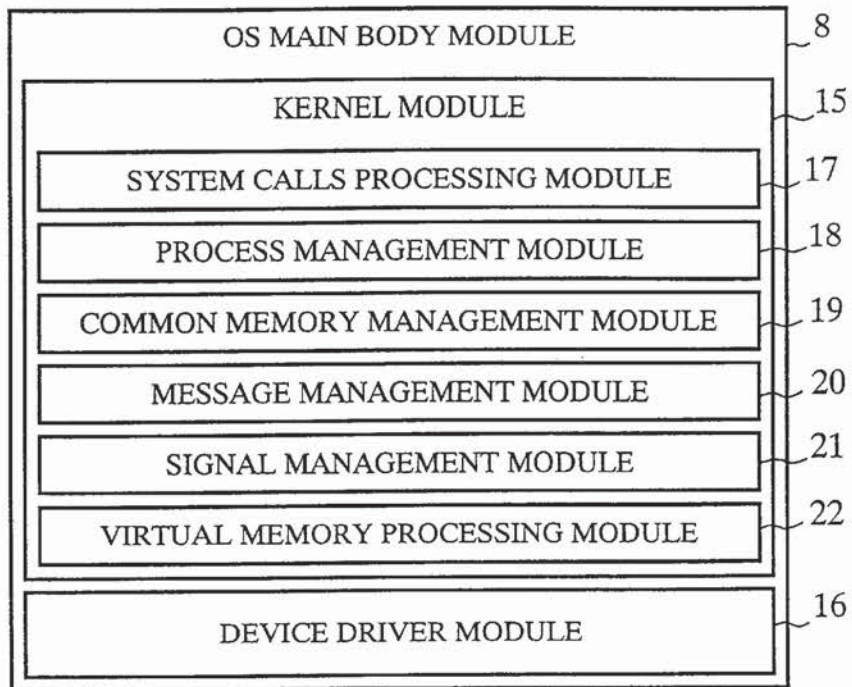 OS MAIN BODY MODULE 8
KERNEL MODULE 15
SYSTEM CALLS PROCESSING MODULE 17
PROCESS MANAGEMENT MODULE 18
COMMON MEMORY MANAGEMENT MODULE 19
MESSAGE MANAGEMENT MODULE 20
SIGNAL MANAGEMENT MODULE 21
VIRTUAL MEMORY PROCESSING MODULE 22
DEVICE DRIVER MODULE 16